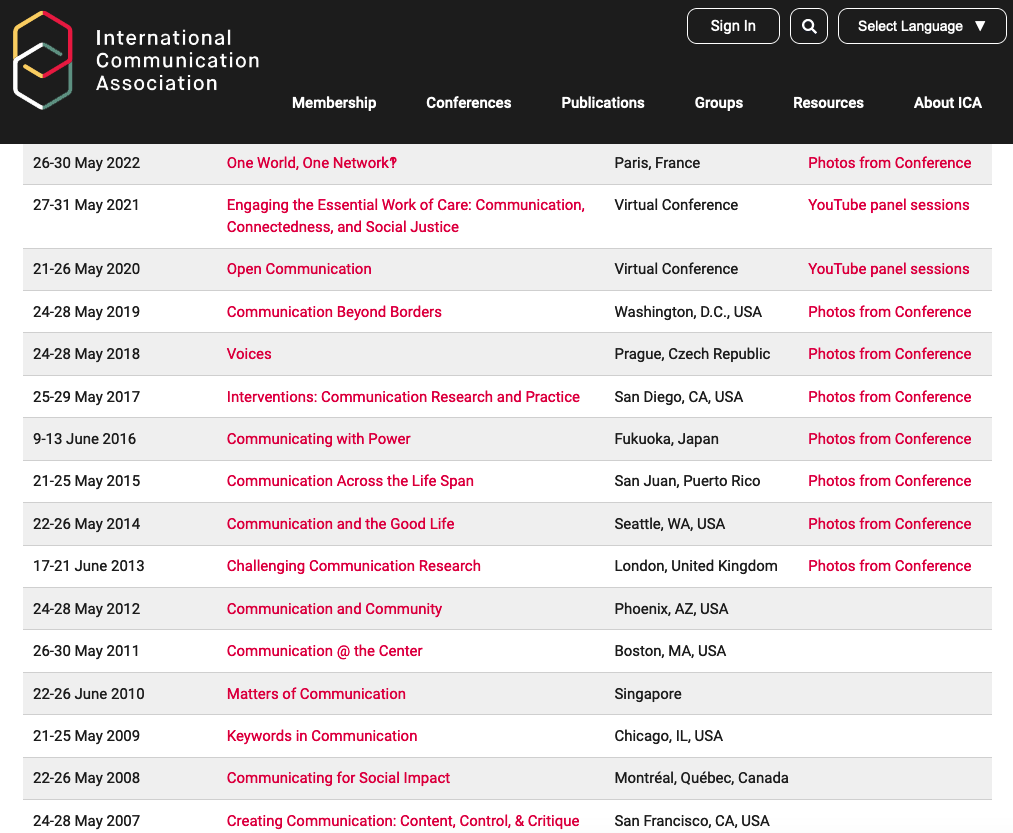 International
Communication
Association
Sign In
Select Language ▼
Membership Conferences Publications Groups Resources About ICA
26-30 May 2022 One World, One Network‽ Paris, France Photos from Conference
27-31 May 2021 Engaging the Essential Work of Care: Communication, Virtual Conference YouTube panel sessions
Connectedness, and Social Justice
21-26 May 2020 Open Communication Virtual Conference YouTube panel sessions
24-28 May 2019 Communication Beyond Borders Washington, D.C., USA Photos from Conference
24-28 May 2018 Voices Prague, Czech Republic Photos from Conference
25-29 May 2017 Interventions: Communication Research and Practice San Diego, CA, USA Photos from Conference
9-13 June 2016 Communicating with Power Fukuoka, Japan Photos from Conference
21-25 May 2015 Communication Across the Life Span San Juan, Puerto Rico Photos from Conference
22-26 May 2014 Communication and the Good Life Seattle, WA, USA Photos from Conference
17-21 June 2013 Challenging Communication Research London, United Kingdom Photos from Conference
24-28 May 2012 Communication and Community Phoenix, AZ, USA
26-30 May 2011 Communication @ the Center Boston, MA, USA
22-26 June 2010 Matters of Communication Singapore
21-25 May 2009 Keywords in Communication Chicago, IL, USA
22-26 May 2008 Communicating for Social Impact Montréal, Québec, Canada
24-28 May 2007 Creating Communication: Content, Control, & Critique San Francisco, CA, USA